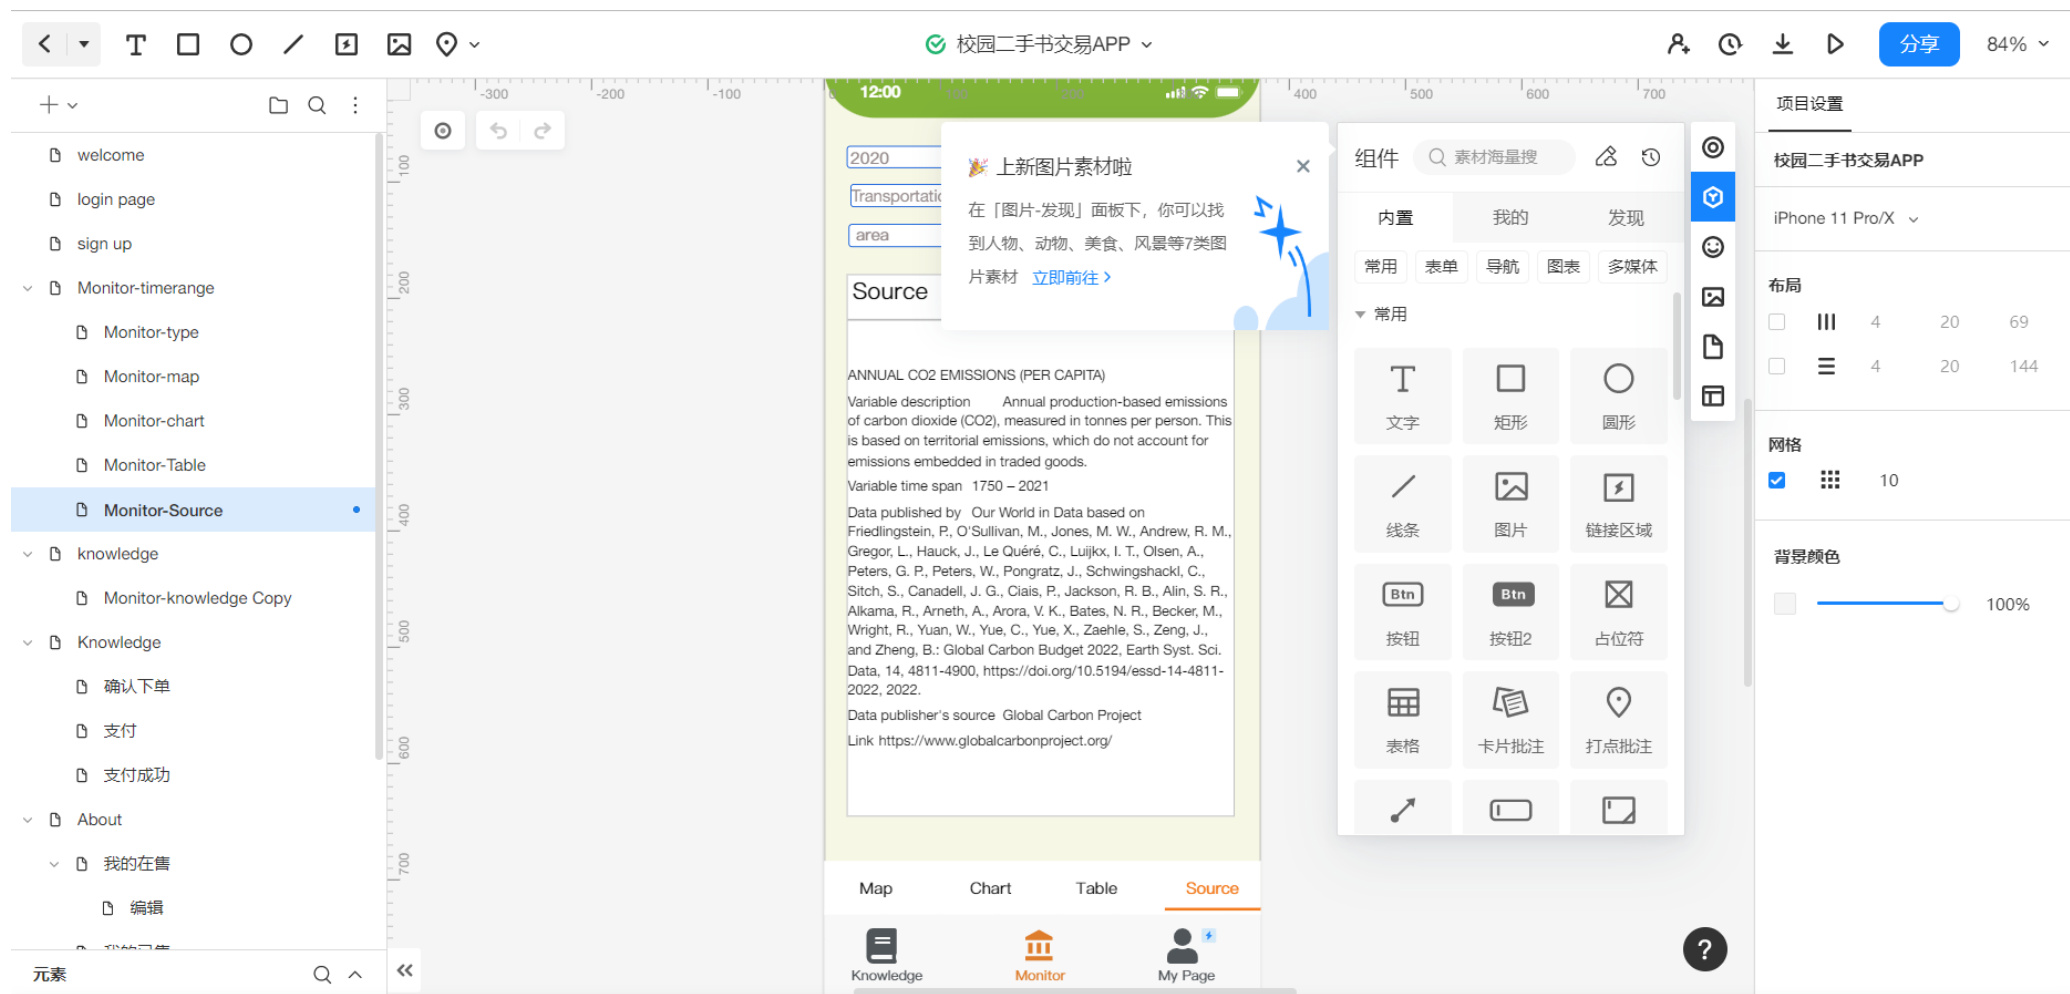 校园二手书交易APP
分享
84%
welcome
login page
sign up
Monitor-timerange
Monitor-type
Monitor-map
Monitor-chart
Monitor-Table
Monitor-Source
knowledge
Monitor-knowledge Copy
Knowledge
确认下单
支付
支付成功
About
我的在售
编辑
我的已售
元素
-300
-200
-100
400
500
600
700
100
200
300
400
500
600
700
12:00
2020
Transportatio
area
Source
ANNUAL CO2 EMISSIONS (PER CAPITA)
Variable description Annual production-based emissions
of carbon dioxide (CO2), measured in tonnes per person. This
is based on territorial emissions, which do not account for
emissions embedded in traded goods.
Variable time span 1750 – 2021
Data published by Our World in Data based on
Friedlingstein, P., O'Sullivan, M., Jones, M. W., Andrew, R. M.,
Gregor, L., Hauck, J., Le Quéré, C., Luijkx, I. T., Olsen, A.,
Peters, G. P., Peters, W., Pongratz, J., Schwingshackl, C.,
Sitch, S., Canadell, J. G., Ciais, P., Jackson, R. B., Alin, S. R.,
Alkama, R., Arneth, A., Arora, V. K., Bates, N. R., Becker, M.,
Wright, R., Yuan, W., Yue, C., Yue, X., Zaehle, S., Zeng, J.,
and Zheng, B.: Global Carbon Budget 2022, Earth Syst. Sci.
Data, 14, 4811-4900, https://doi.org/10.5194/essd-14-4811-
2022, 2022.
Data publisher's source Global Carbon Project
Link https://www.globalcarbonproject.org/
Map Chart Table Source
Knowledge Monitor My Page
上新图片素材啦
在「图片-发现」面板下，你可以找
到人物、动物、美食、风景等7类图
片素材 立即前往
组件 素材海量搜
内置 我的 发现
常用 表单 导航 图表 多媒体
常用
文字 矩形 圆形
线条 图片 链接区域
Btn Btn
按钮 按钮2 占位符
表格 卡片批注 打点批注
项目设置
校园二手书交易APP
iPhone 11 Pro/X
布局
4 20 69
4 20 144
网格
10
背景颜色
100%
?